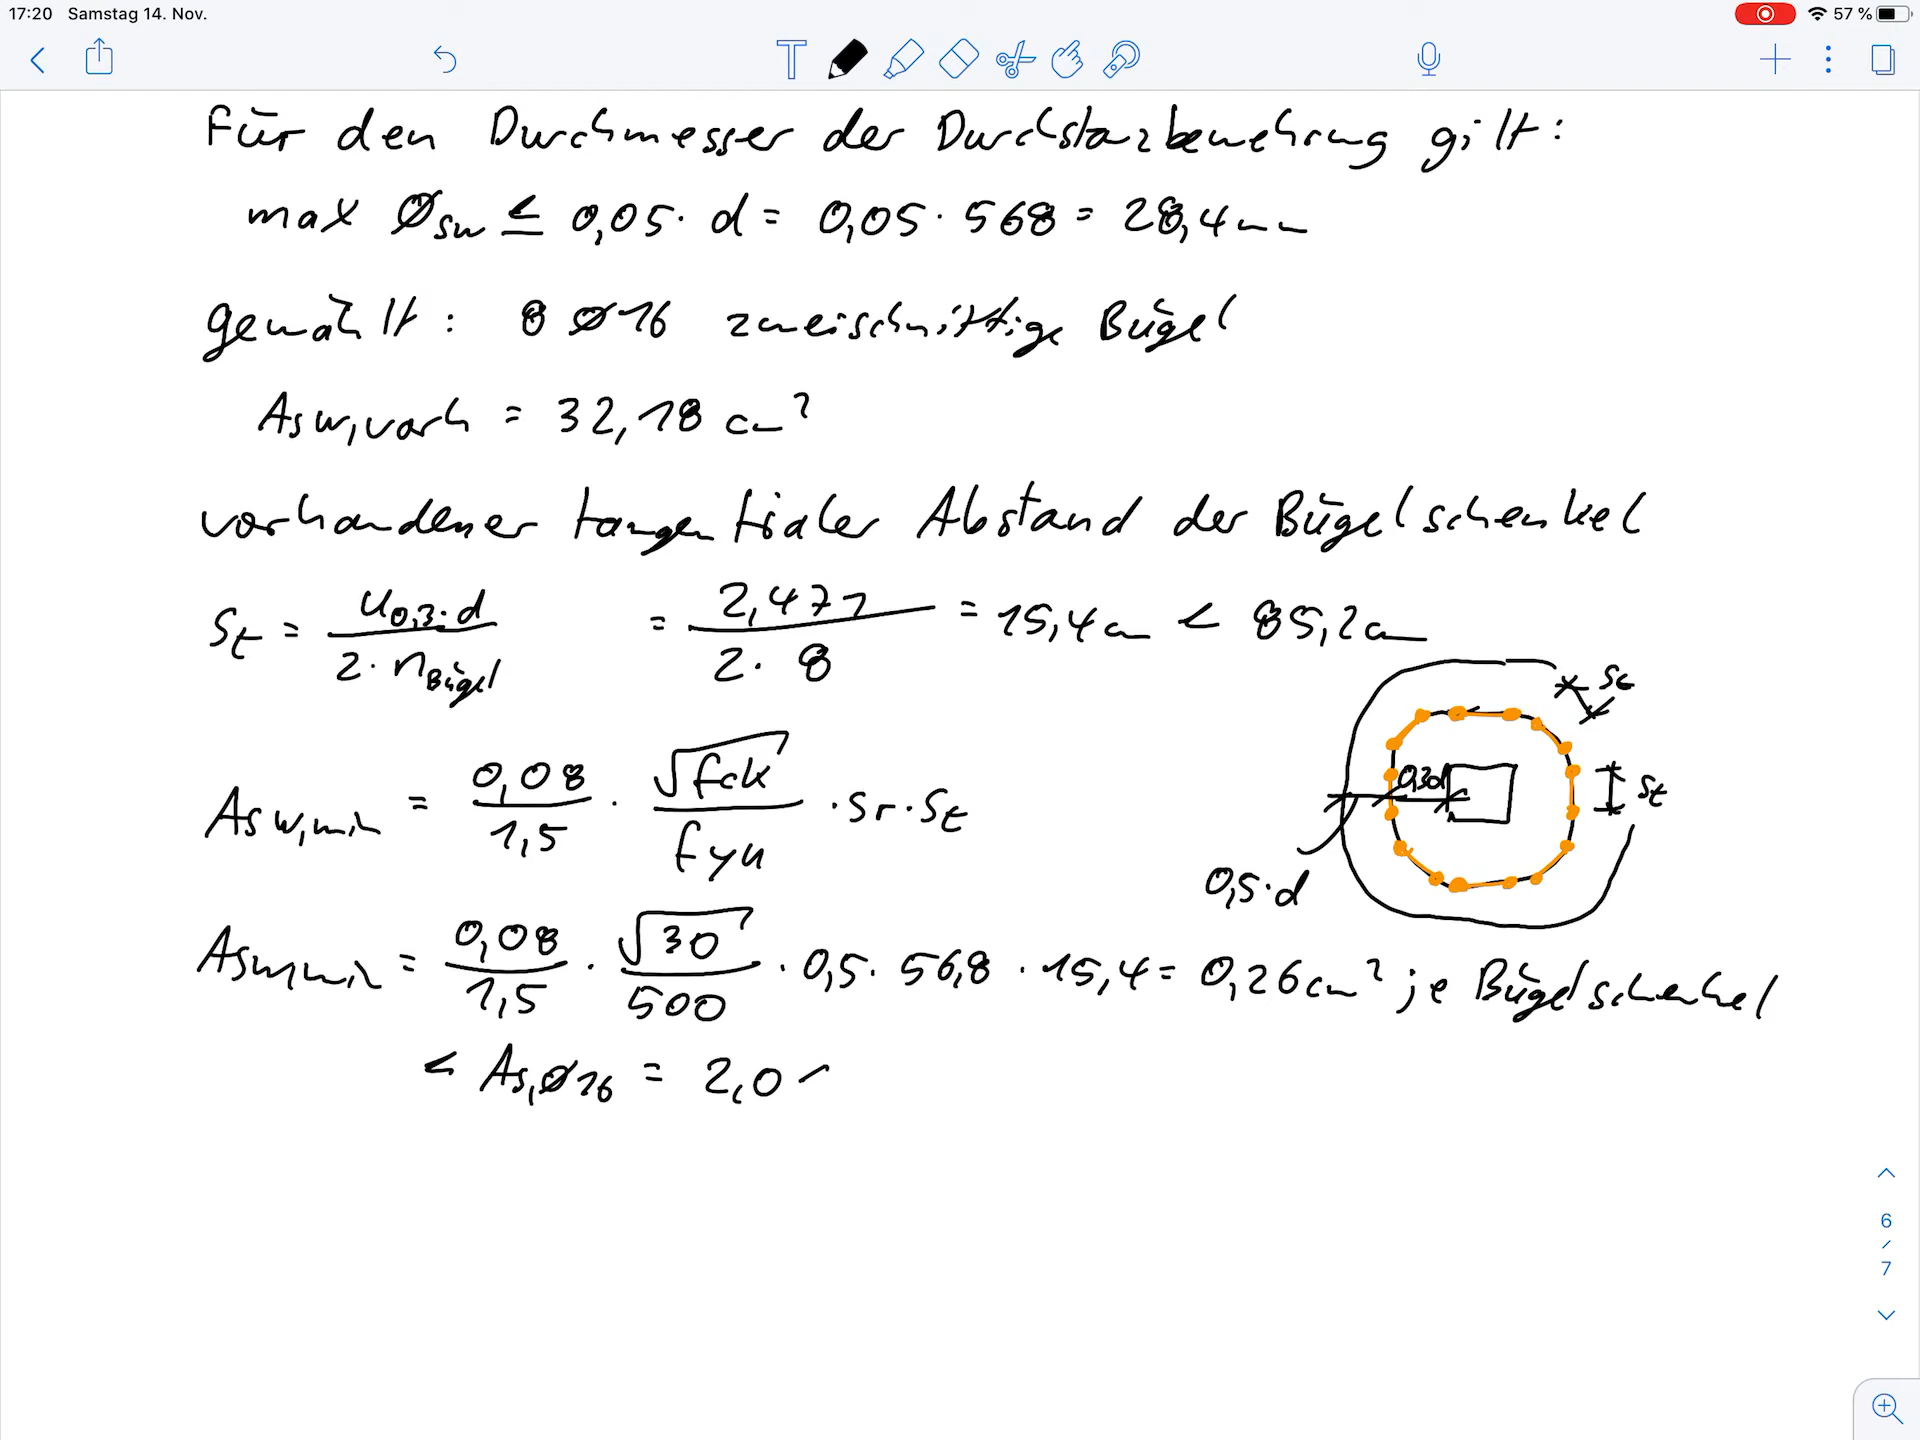 17:20 Samstag 14. Nov. 57 %
Für den Durchmesser der Durchstanzbewehrung gilt:
max Øsw ≤ 0,05 · d = 0,05 · 568 = 28,4mm
gewählt: 8 Ø16 zweischnittige Bügel
Asw,vorh = 32,18 cm²
vorhandener tangentialer Abstand der Bügelschenkel
St = u0,3·d / 2 · nBügel = 2,471 / 2 · 8 = 15,4cm < 85,2cm
St
Asw,min = 0,08 / 1,5 · √fck / fyk · Sr · St
0,3d
St
0,5·d
Asw,min = 0,08 / 1,5 · √30 / 500 · 0,5 · 56,8 · 15,4 = 0,26cm² je Bügelschenkel
< As,Ø16 = 2,0
6
/
7